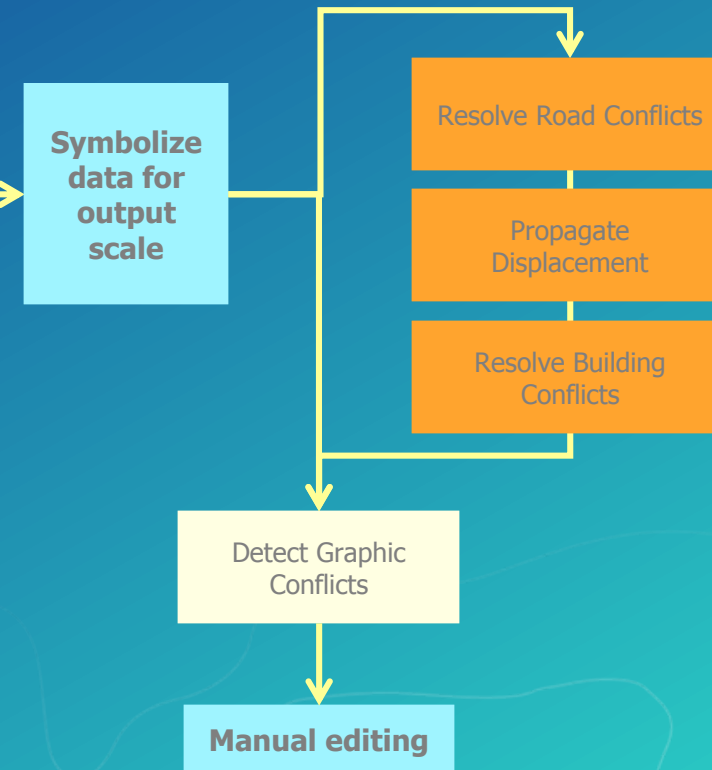 Symbolize
data for
output
scale
Resolve Road Conflicts
Propagate
Displacement
Resolve Building
Conflicts
Detect Graphic
Conflicts
Manual editing